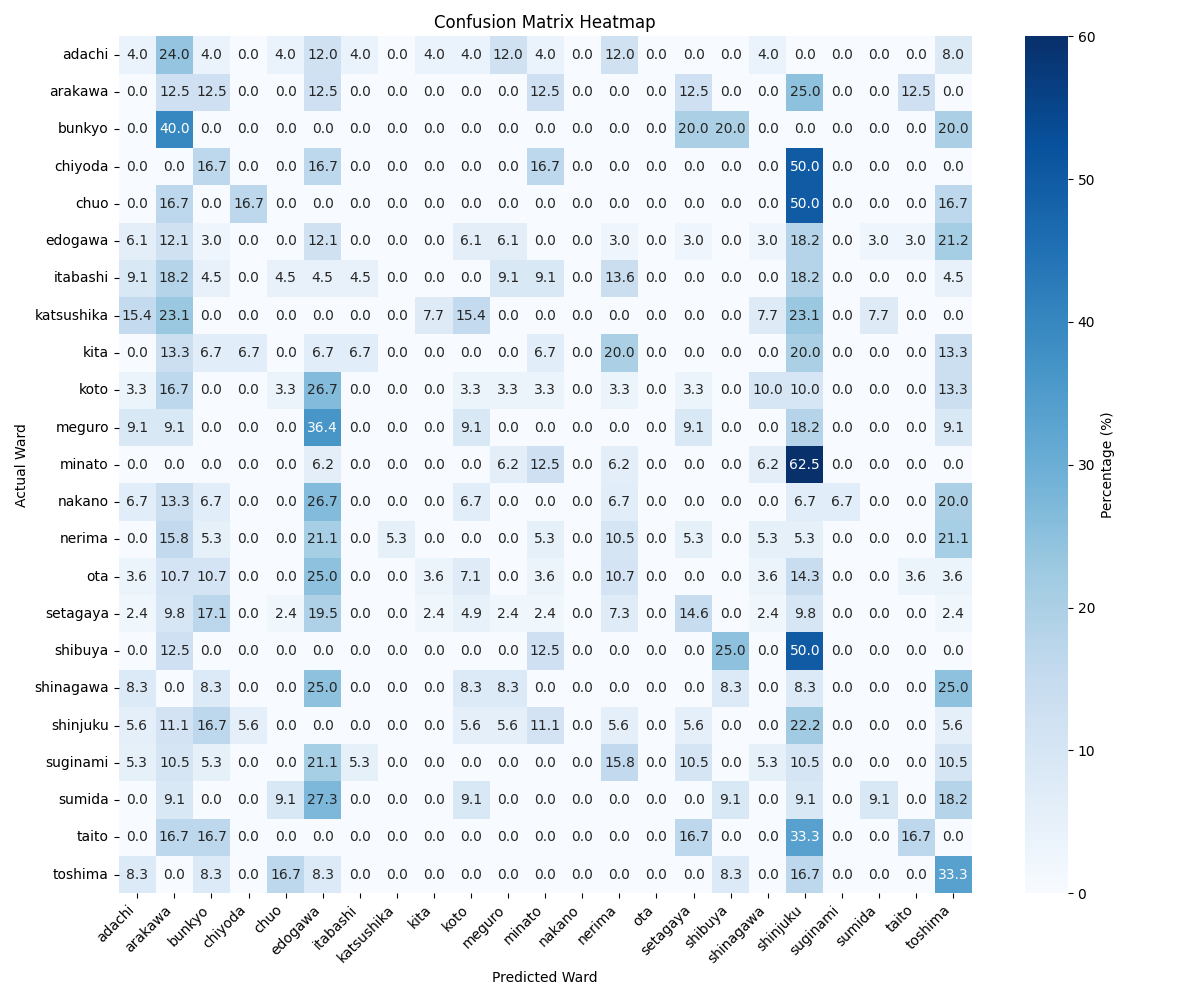 Confusion Matrix Heatmap
adachi 4.0 24.0 4.0 0.0 4.0 12.0 4.0 0.0 4.0 4.0 12.0 4.0 0.0 12.0 0.0 0.0 0.0 4.0 0.0 0.0 0.0 0.0 8.0
arakawa 0.0 12.5 12.5 0.0 0.0 12.5 0.0 0.0 0.0 0.0 0.0 12.5 0.0 0.0 0.0 12.5 0.0 0.0 25.0 0.0 0.0 12.5 0.0
bunkyo 0.0 40.0 0.0 0.0 0.0 0.0 0.0 0.0 0.0 0.0 0.0 0.0 0.0 0.0 0.0 20.0 20.0 0.0 0.0 0.0 0.0 0.0 20.0
chiyoda 0.0 0.0 16.7 0.0 0.0 16.7 0.0 0.0 0.0 0.0 0.0 16.7 0.0 0.0 0.0 0.0 0.0 0.0 50.0 0.0 0.0 0.0 0.0
chuo 0.0 16.7 0.0 16.7 0.0 0.0 0.0 0.0 0.0 0.0 0.0 0.0 0.0 0.0 0.0 0.0 0.0 0.0 50.0 0.0 0.0 0.0 16.7
edogawa 6.1 12.1 3.0 0.0 0.0 12.1 0.0 0.0 0.0 6.1 6.1 0.0 0.0 3.0 0.0 3.0 0.0 3.0 18.2 0.0 3.0 3.0 21.2
itabashi 9.1 18.2 4.5 0.0 4.5 4.5 4.5 0.0 0.0 0.0 9.1 9.1 0.0 13.6 0.0 0.0 0.0 0.0 18.2 0.0 0.0 0.0 4.5
katsushika 15.4 23.1 0.0 0.0 0.0 0.0 0.0 0.0 7.7 15.4 0.0 0.0 0.0 0.0 0.0 0.0 0.0 7.7 23.1 0.0 7.7 0.0 0.0
kita 0.0 13.3 6.7 6.7 0.0 6.7 6.7 0.0 0.0 0.0 0.0 6.7 0.0 20.0 0.0 0.0 0.0 0.0 20.0 0.0 0.0 0.0 13.3
koto 3.3 16.7 0.0 0.0 3.3 26.7 0.0 0.0 0.0 3.3 3.3 3.3 0.0 3.3 0.0 3.3 0.0 10.0 10.0 0.0 0.0 0.0 13.3
meguro 9.1 9.1 0.0 0.0 0.0 36.4 0.0 0.0 0.0 9.1 0.0 0.0 0.0 0.0 0.0 9.1 0.0 0.0 18.2 0.0 0.0 0.0 9.1
minato 0.0 0.0 0.0 0.0 0.0 6.2 0.0 0.0 0.0 0.0 6.2 12.5 0.0 6.2 0.0 0.0 0.0 6.2 62.5 0.0 0.0 0.0 0.0
nakano 6.7 13.3 6.7 0.0 0.0 26.7 0.0 0.0 0.0 6.7 0.0 0.0 0.0 6.7 0.0 0.0 0.0 0.0 6.7 6.7 0.0 0.0 20.0
nerima 0.0 15.8 5.3 0.0 0.0 21.1 0.0 5.3 0.0 0.0 0.0 5.3 0.0 10.5 0.0 5.3 0.0 5.3 5.3 0.0 0.0 0.0 21.1
ota 3.6 10.7 10.7 0.0 0.0 25.0 0.0 0.0 3.6 7.1 0.0 3.6 0.0 10.7 0.0 0.0 0.0 3.6 14.3 0.0 0.0 3.6 3.6
setagaya 2.4 9.8 17.1 0.0 2.4 19.5 0.0 0.0 2.4 4.9 2.4 2.4 0.0 7.3 0.0 14.6 0.0 2.4 9.8 0.0 0.0 0.0 2.4
shibuya 0.0 12.5 0.0 0.0 0.0 0.0 0.0 0.0 0.0 0.0 0.0 12.5 0.0 0.0 0.0 0.0 25.0 0.0 50.0 0.0 0.0 0.0 0.0
shinagawa 8.3 0.0 8.3 0.0 0.0 25.0 0.0 0.0 0.0 8.3 8.3 0.0 0.0 0.0 0.0 0.0 8.3 0.0 8.3 0.0 0.0 0.0 25.0
shinjuku 5.6 11.1 16.7 5.6 0.0 0.0 0.0 0.0 0.0 5.6 5.6 11.1 0.0 5.6 0.0 5.6 0.0 0.0 22.2 0.0 0.0 0.0 5.6
suginami 5.3 10.5 5.3 0.0 0.0 21.1 5.3 0.0 0.0 0.0 0.0 0.0 0.0 15.8 0.0 10.5 0.0 5.3 10.5 0.0 0.0 0.0 10.5
sumida 0.0 9.1 0.0 0.0 9.1 27.3 0.0 0.0 0.0 9.1 0.0 0.0 0.0 0.0 0.0 0.0 9.1 0.0 9.1 0.0 9.1 0.0 18.2
taito 0.0 16.7 16.7 0.0 0.0 0.0 0.0 0.0 0.0 0.0 0.0 0.0 0.0 0.0 0.0 16.7 0.0 0.0 33.3 0.0 0.0 16.7 0.0
toshima 8.3 0.0 8.3 0.0 16.7 8.3 0.0 0.0 0.0 0.0 0.0 0.0 0.0 0.0 0.0 0.0 8.3 0.0 16.7 0.0 0.0 0.0 33.3
adachi arakawa bunkyo chiyoda chuo edogawa itabashi katsushika kita koto meguro minato nakano nerima ota setagaya shibuya shinagawa shinjuku suginami sumida taito toshima
Predicted Ward
Actual Ward
60
50
40
30
20
10
0
Percentage (%)